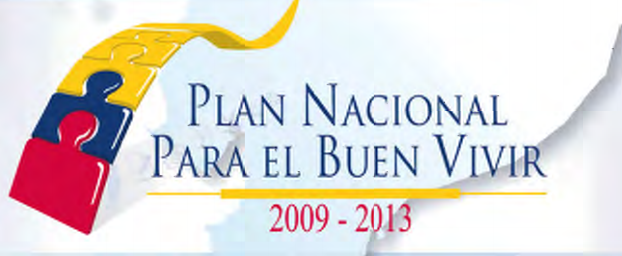 PLAN NACIONAL
PARA EL BUEN VIVIR
2009 - 2013